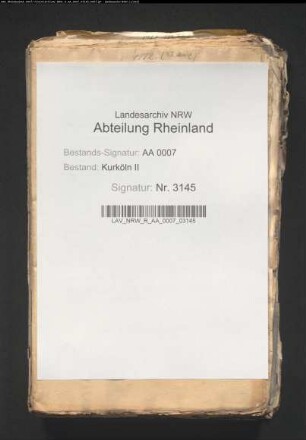 Landesarchiv NRW
Abteilung Rheinland
Bestands-Signatur: AA 0007
Bestand: Kurköln II
Signatur: Nr. 3145
LAV_NRW_R_AA_0007_03145